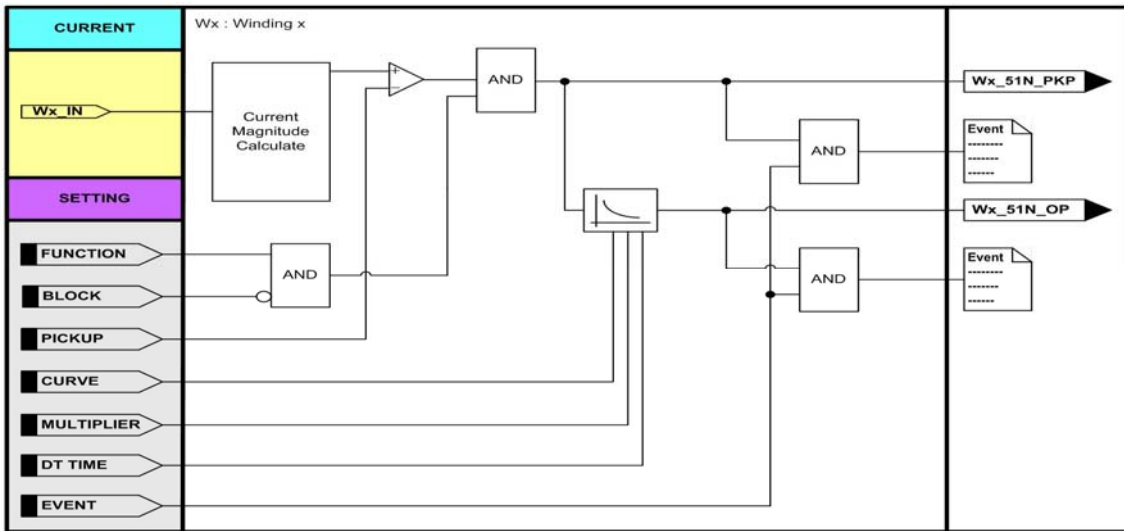 CURRENT
Wx : Winding x
Wx_IN
Current
Magnitude
Calculate
+
−
AND
Wx_51N_PKP
AND
Event
--------
-------
------
SETTING
Wx_51N_OP
FUNCTION
AND
AND
Event
--------
-------
------
BLOCK
PICKUP
CURVE
MULTIPLIER
DT TIME
EVENT